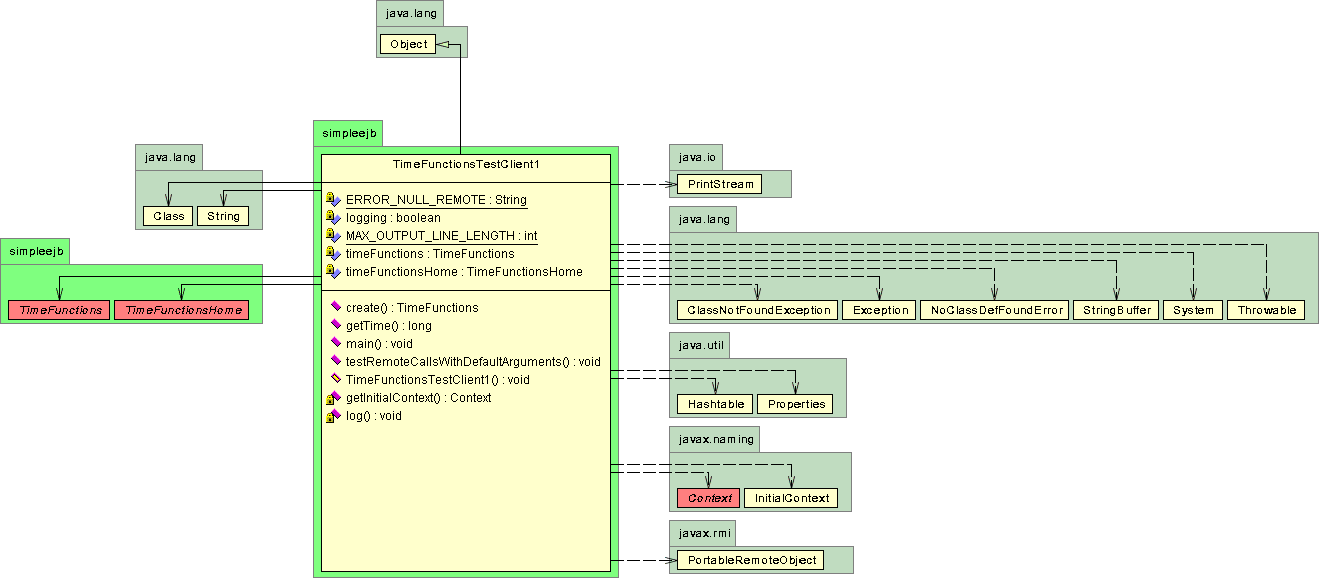 java.lang
Object
simpleejb
TimeFunctionsTestClient1
ERROR_NULL_REMOTE : String
logging : boolean
MAX_OUTPUT_LINE_LENGTH : int
timeFunctions : TimeFunctions
timeFunctionsHome : TimeFunctionsHome
create() : TimeFunctions
getTime() : long
main() : void
testRemoteCallsWithDefaultArguments() : void
TimeFunctionsTestClient1() : void
getInitialContext() : Context
log() : void
java.lang
Class String
simpleejb
TimeFunctions TimeFunctionsHome
java.io
PrintStream
java.lang
ClassNotFoundException Exception NoClassDefFoundError StringBuffer System Throwable
java.util
Hashtable Properties
javax.naming
Context InitialContext
javax.rmi
PortableRemoteObject